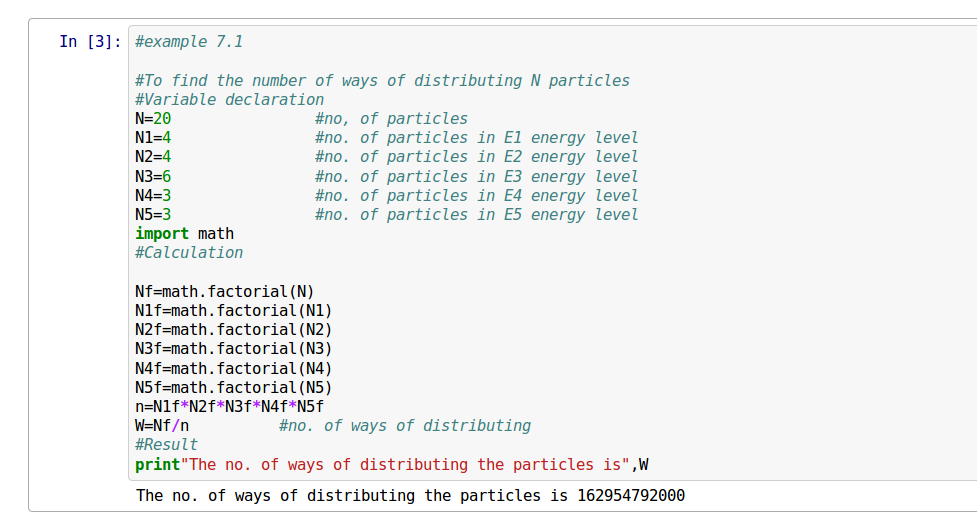 In [3]: #example 7.1
#To find the number of ways of distributing N particles
#Variable declaration
N=20 #no, of particles
N1=4 #no. of particles in E1 energy level
N2=4 #no. of particles in E2 energy level
N3=6 #no. of particles in E3 energy level
N4=3 #no. of particles in E4 energy level
N5=3 #no. of particles in E5 energy level
import math
#Calculation
Nf=math.factorial(N)
N1f=math.factorial(N1)
N2f=math.factorial(N2)
N3f=math.factorial(N3)
N4f=math.factorial(N4)
N5f=math.factorial(N5)
n=N1f*N2f*N3f*N4f*N5f
W=Nf/n #no. of ways of distributing
#Result
print"The no. of ways of distributing the particles is",W
The no. of ways of distributing the particles is 162954792000